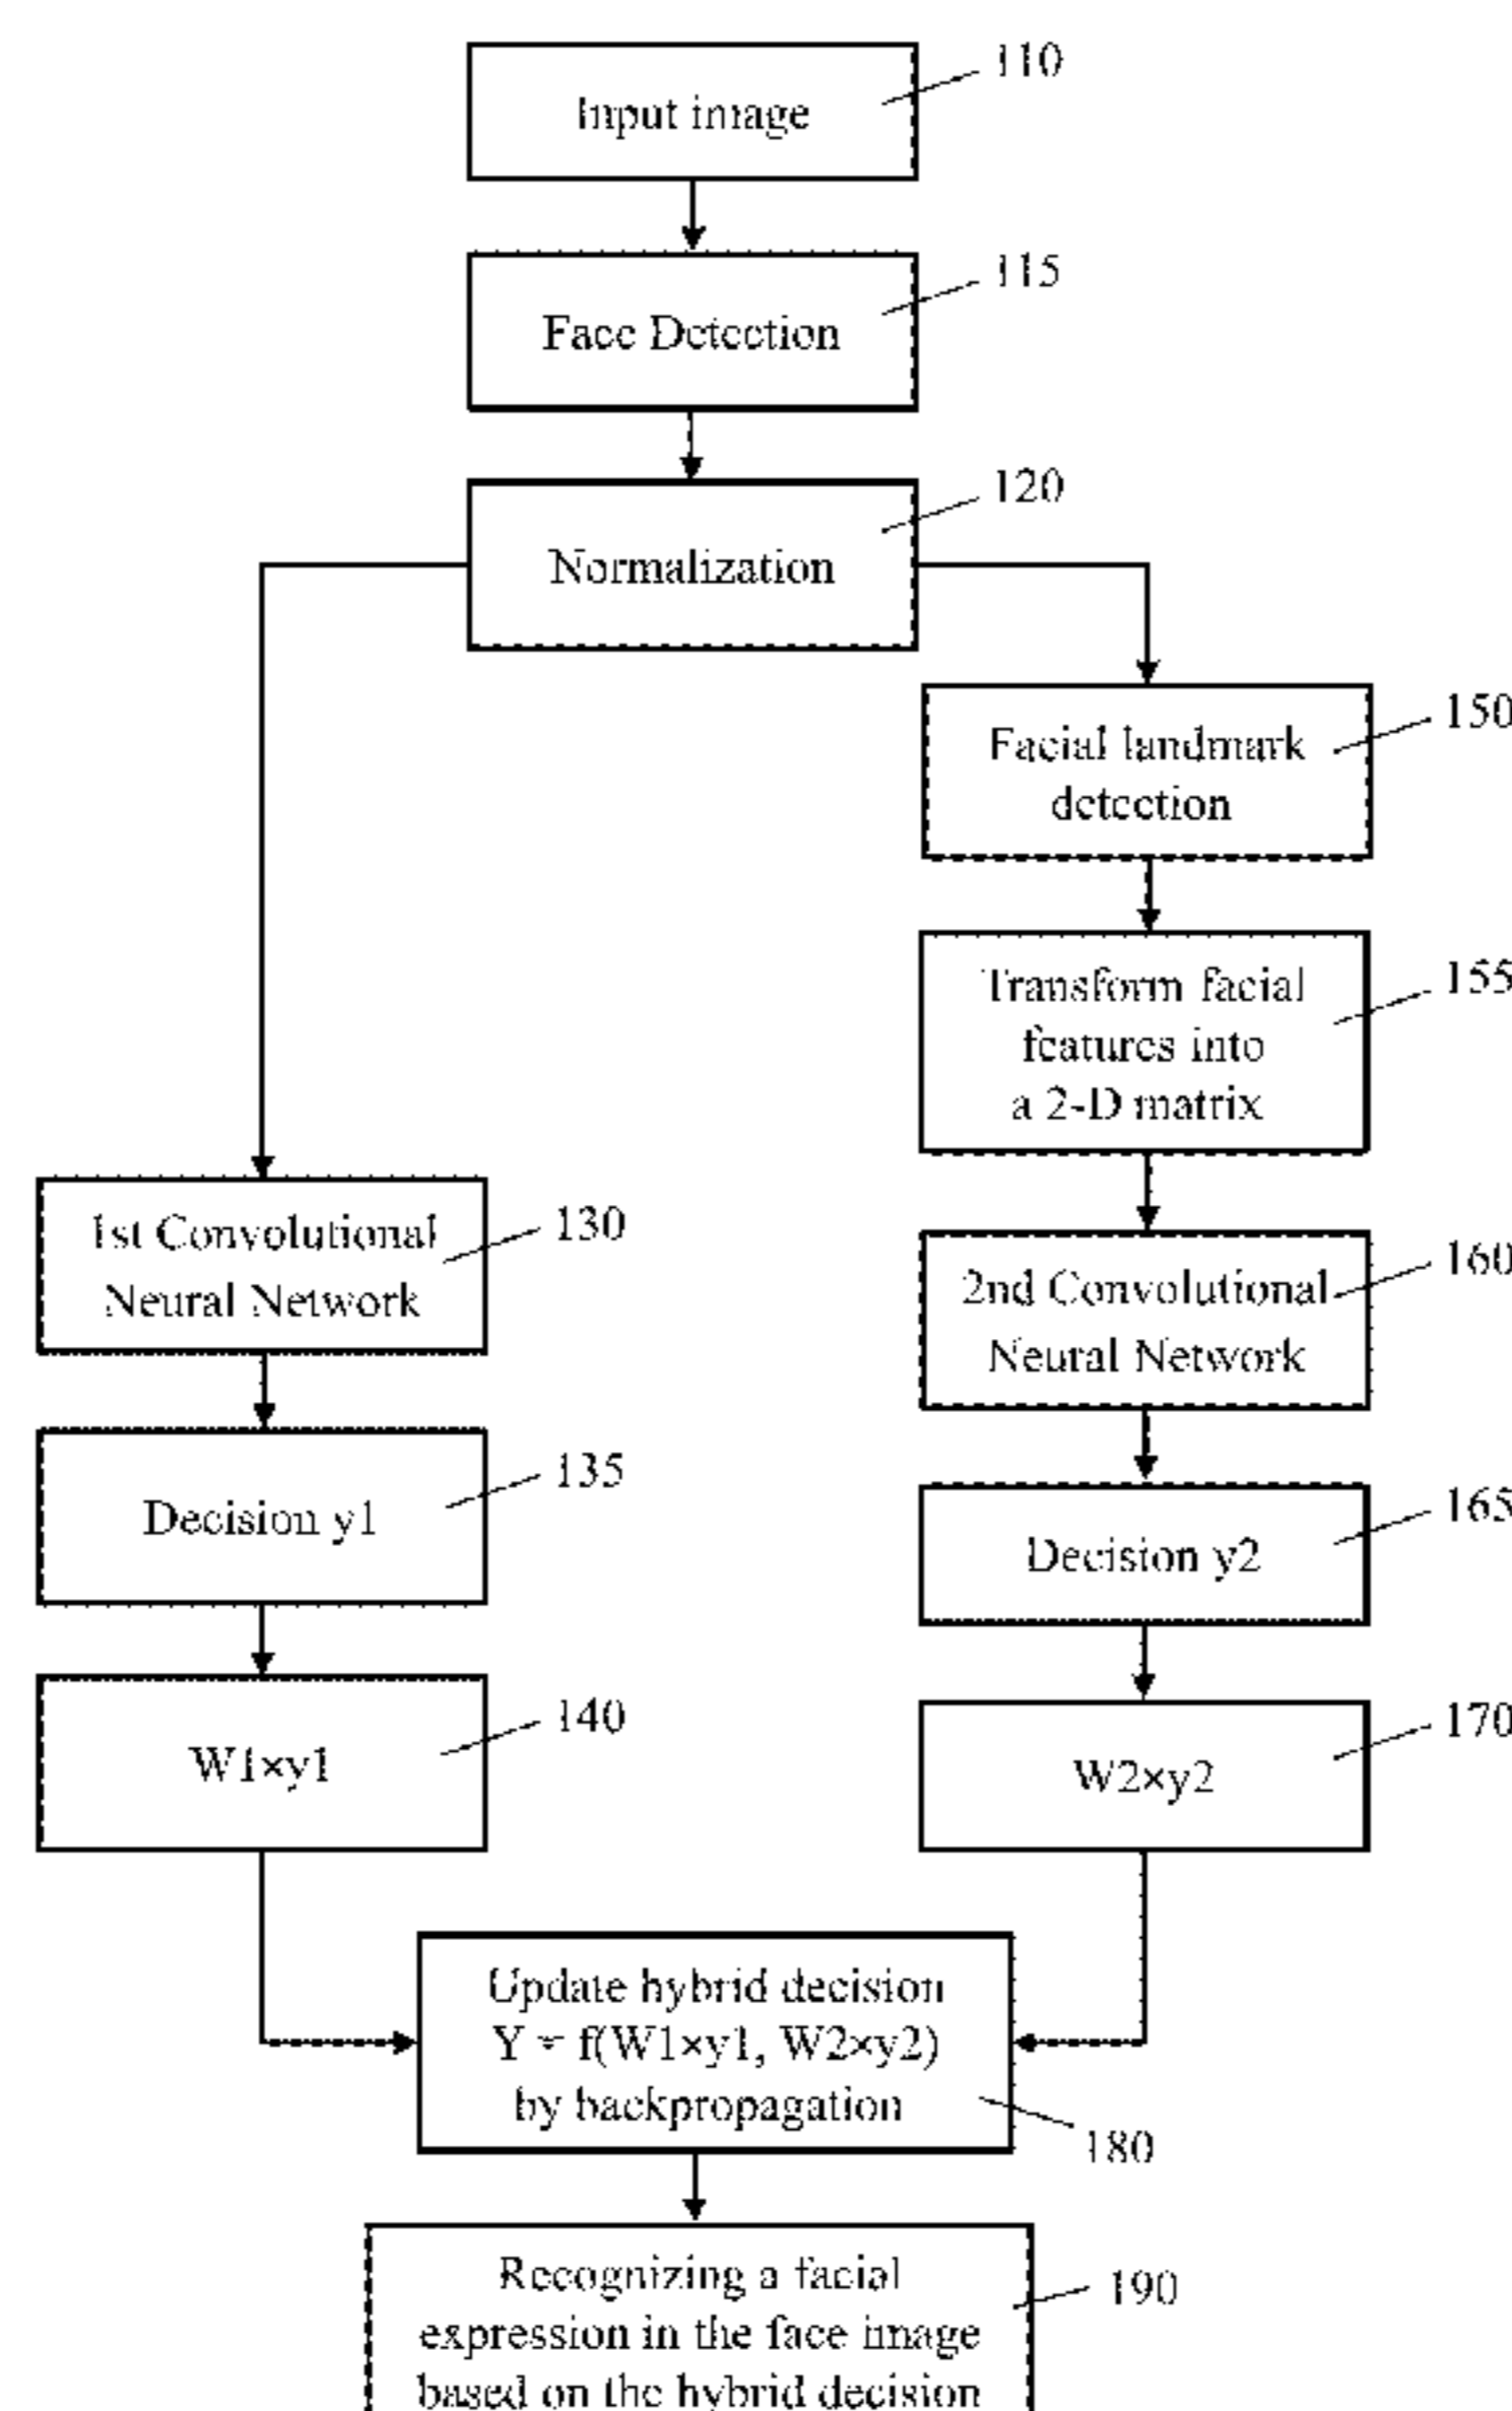 Input image
110
Face Detection
115
Normalization
120
Facial landmark
detection
150
Transform facial
features into
a 2-D matrix
155
1st Convolutional
Neural Network
130
2nd Convolutional
Neural Network
160
Decision y1
135
Decision y2
165
W1×y1
140
W2×y2
170
Update hybrid decision
Y = f(W1×y1, W2×y2)
by backpropagation
180
Recognizing a facial
expression in the face image
based on the hybrid decision
190